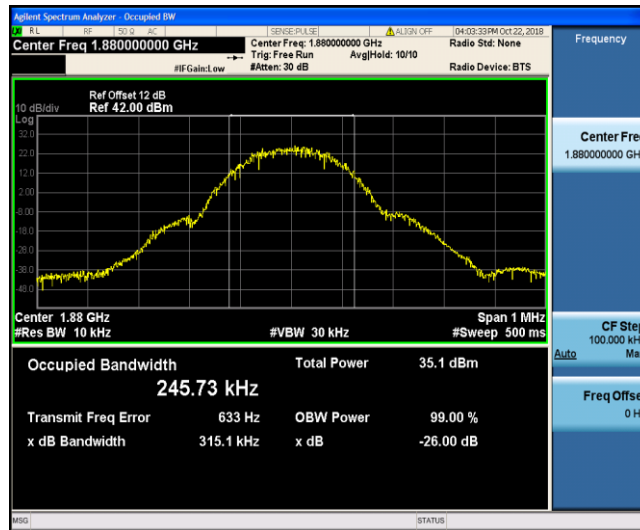 Agilent Spectrum Analyzer - Occupied BW
RL RF 50 Ω AC SENSE:PULSE ALIGN OFF 04:03:33 PM Oct 22, 2018
Center Freq 1.880000000 GHz Center Freq: 1.880000000 GHz Radio Std: None Frequency
Trig: Free Run Avg|Hold: 10/10
#IFGain:Low #Atten: 30 dB Radio Device: BTS
Ref Offset 12 dB
10 dB/div Ref 42.00 dBm
Log
32.0
22.0
12.0
2.00
-8.00
-18.0
-28.0
-38.0
-48.0
Center Fre
1.880000000 GH
Center 1.88 GHz Span 1 MHz
#Res BW 10 kHz #VBW 30 kHz #Sweep 500 ms
CF Step
100.000 kH
Auto Ma
Occupied Bandwidth Total Power 35.1 dBm
245.73 kHz
Transmit Freq Error 633 Hz OBW Power 99.00 %
x dB Bandwidth 315.1 kHz x dB -26.00 dB
Freq Offse
0 H
MSG STATUS